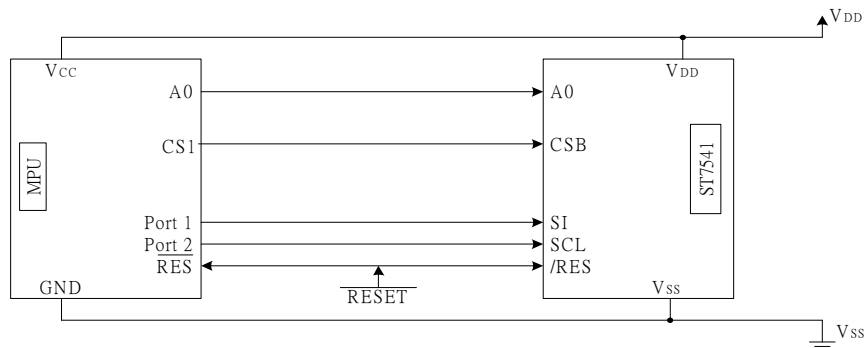 VDD
VCC
VDD
A0
A0
CS1
CSB
MPU
ST7541
Port 1
SI
Port 2
SCL
RES
/RES
GND
RESET
VSS
VSS